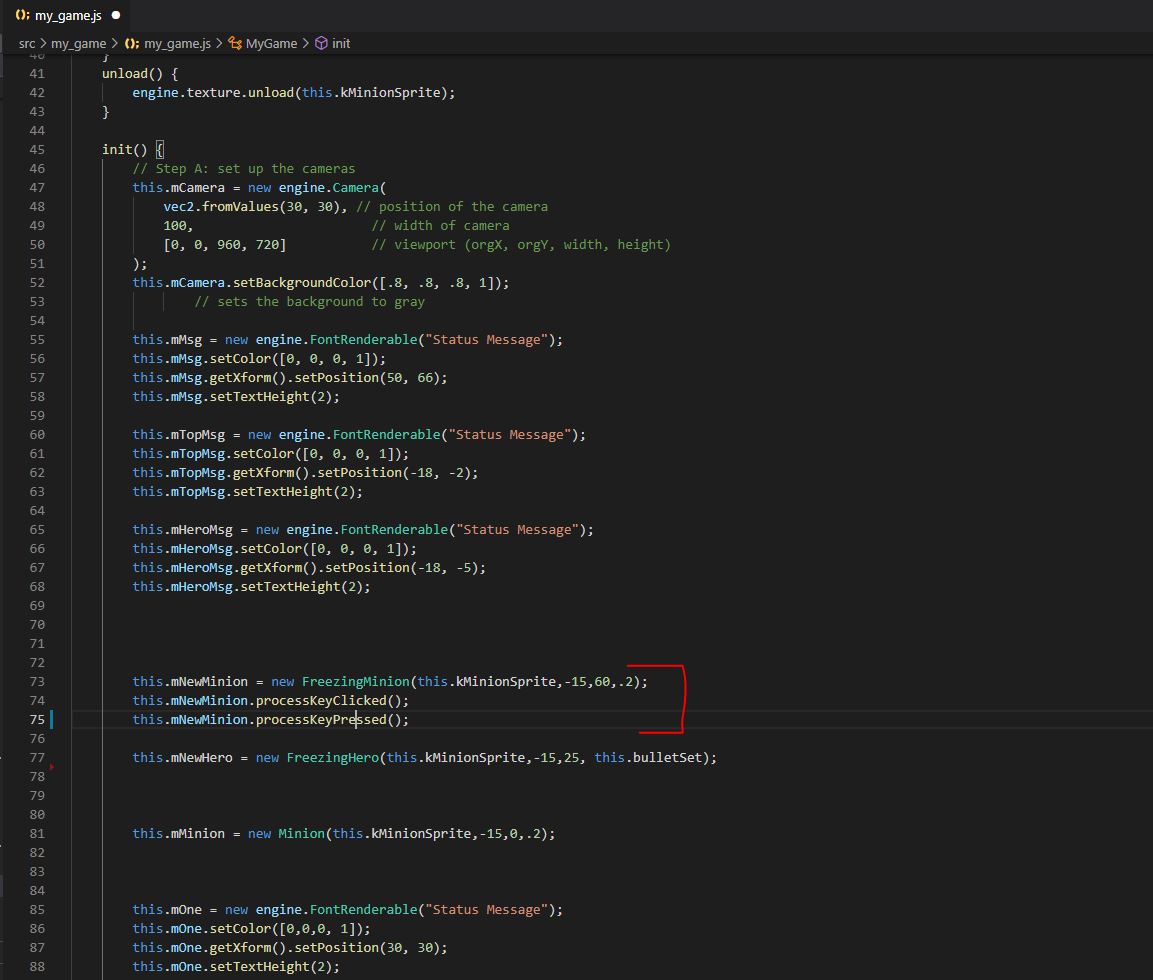 my_game.js
src > my_game > my_game.js > MyGame > init
40 }
41 unload() {
42 engine.texture.unload(this.kMinionSprite);
43 }
44
45 init() {
46 // Step A: set up the cameras
47 this.mCamera = new engine.Camera(
48 vec2.fromValues(30, 30), // position of the camera
49 100, // width of camera
50 [0, 0, 960, 720] // viewport (orgX, orgY, width, height)
51 );
52 this.mCamera.setBackgroundColor([.8, .8, .8, 1]);
53 // sets the background to gray
54
55 this.mMsg = new engine.FontRenderable("Status Message");
56 this.mMsg.setColor([0, 0, 0, 1]);
57 this.mMsg.getXform().setPosition(50, 66);
58 this.mMsg.setTextHeight(2);
59
60 this.mTopMsg = new engine.FontRenderable("Status Message");
61 this.mTopMsg.setColor([0, 0, 0, 1]);
62 this.mTopMsg.getXform().setPosition(-18, -2);
63 this.mTopMsg.setTextHeight(2);
64
65 this.mHeroMsg = new engine.FontRenderable("Status Message");
66 this.mHeroMsg.setColor([0, 0, 0, 1]);
67 this.mHeroMsg.getXform().setPosition(-18, -5);
68 this.mHeroMsg.setTextHeight(2);
69
70
71
72
73 this.mNewMinion = new FreezingMinion(this.kMinionSprite,-15,60,.2);
74 this.mNewMinion.processKeyClicked();
75 this.mNewMinion.processKeyPressed();
76
77 this.mNewHero = new FreezingHero(this.kMinionSprite,-15,25, this.bulletSet);
78
79
80
81 this.mMinion = new Minion(this.kMinionSprite,-15,0,.2);
82
83
84
85 this.mOne = new engine.FontRenderable("Status Message");
86 this.mOne.setColor([0,0,0, 1]);
87 this.mOne.getXform().setPosition(30, 30);
88 this.mOne.setTextHeight(2);